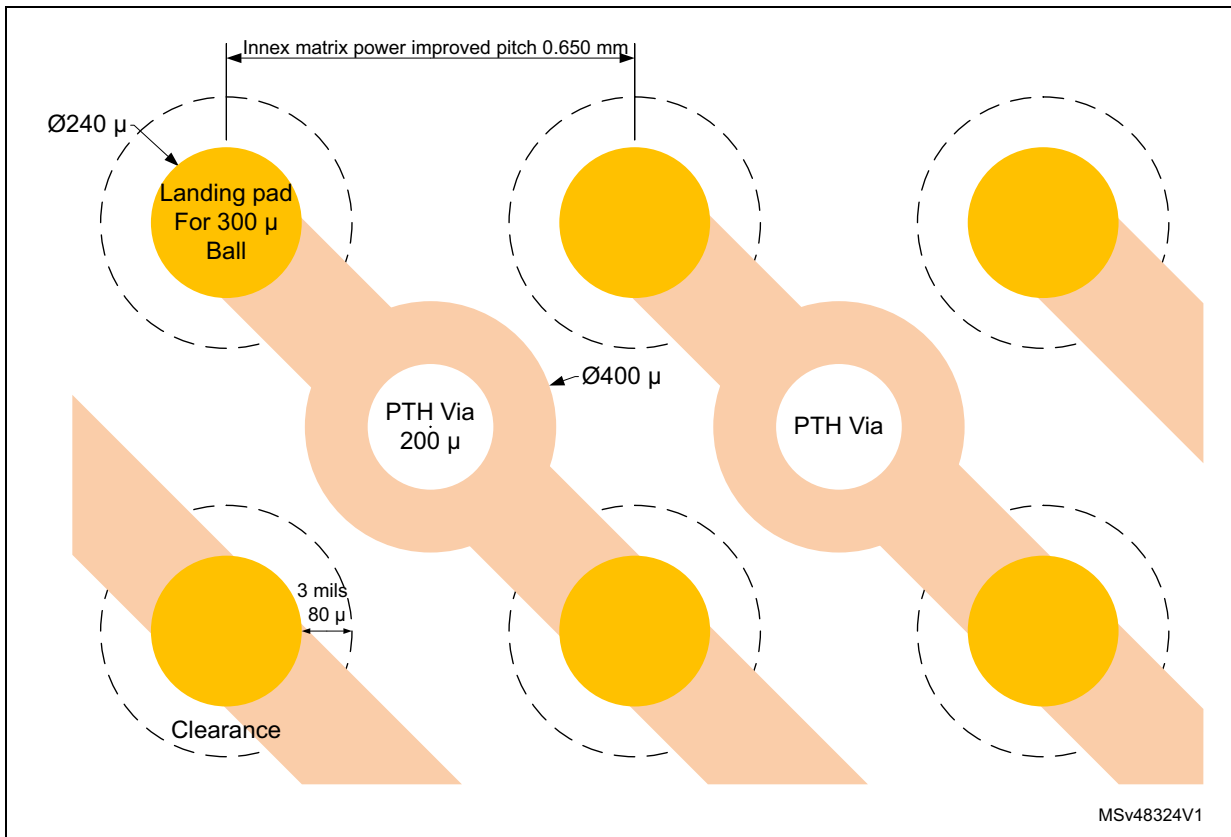 Innex matrix power improved pitch 0.650 mm
Ø240 µ
Landing pad
For 300 µ
Ball
Ø400 µ
PTH Via
200 µ
PTH Via
3 mils
80 µ
Clearance
MSv48324V1